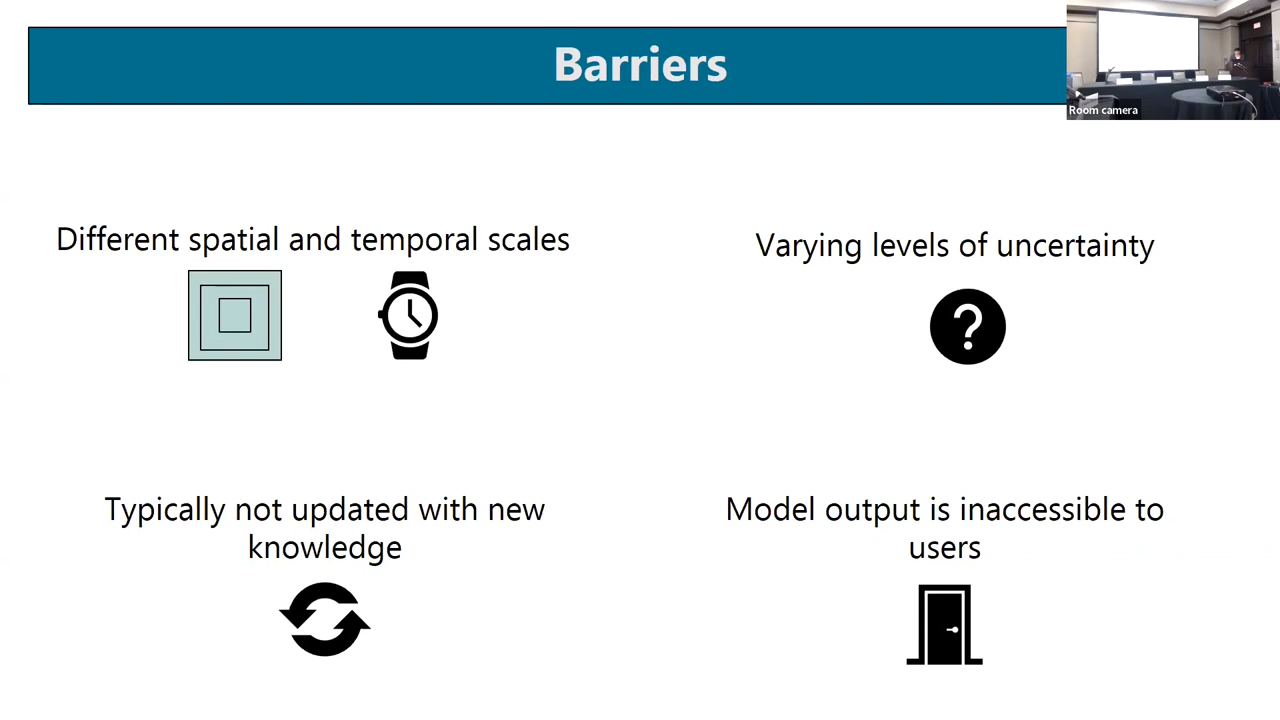 Barriers
Room camera
Different spatial and temporal scales
Varying levels of uncertainty
?
Typically not updated with new
knowledge
Model output is inaccessible to
users